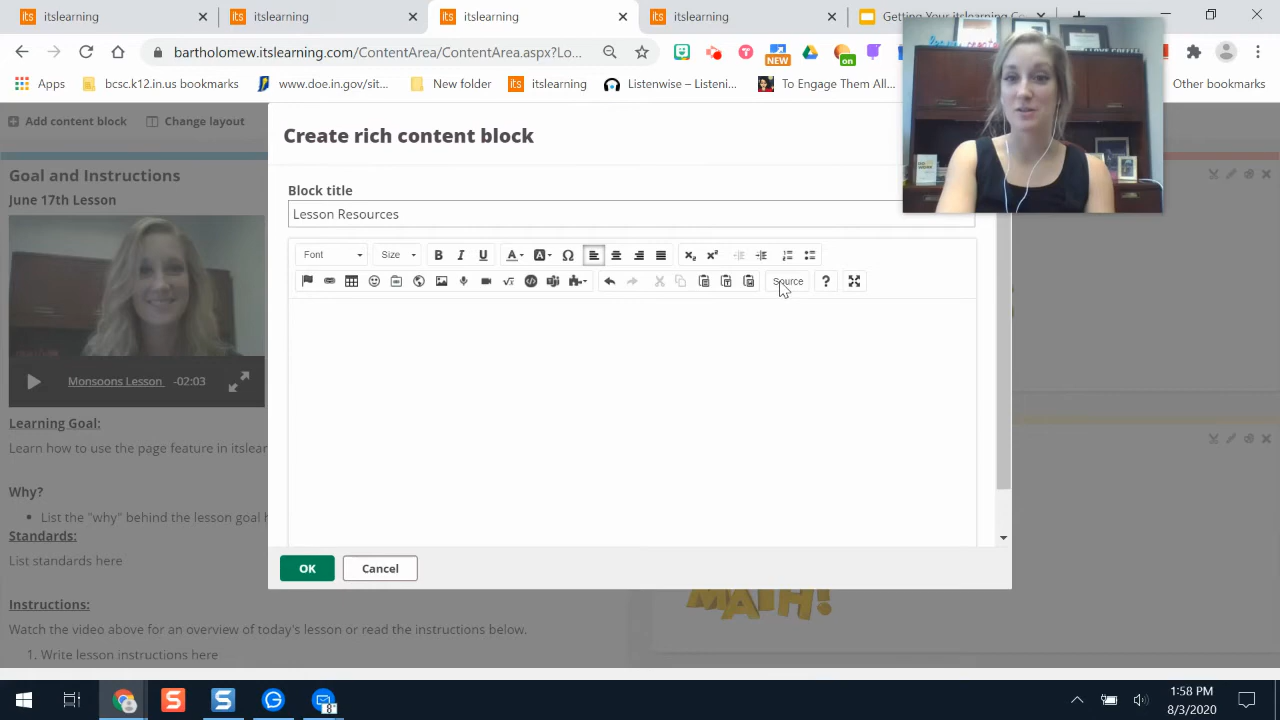 itslearning
itslearning
itslearning
itslearning
Getting Your itslearning C
bartholomew.itslearning.com/ContentArea/ContentArea.aspx?Lo...
NEW
on
bcsc.k12.in.us bookmarks
www.doe.in.gov/sit...
New folder
itslearning
Listenwise – Listeni...
To Engage Them All...
Other bookmarks
Add content block
Change layout
Create rich content block
Goal and Instructions
June 17th Lesson
Block title
Lesson Resources
Font
Size
Source
Monsoons Lesson
-02:03
Learning Goal:
Learn how to use the page feature in itslear
Why?
List the "why" behind the lesson goal
Standards:
List standards here
OK
Cancel
MATH!
Instructions:
Watch the video above for an overview of today's lesson or read the instructions below.
1. Write lesson instructions here
1:58 PM
8/3/2020